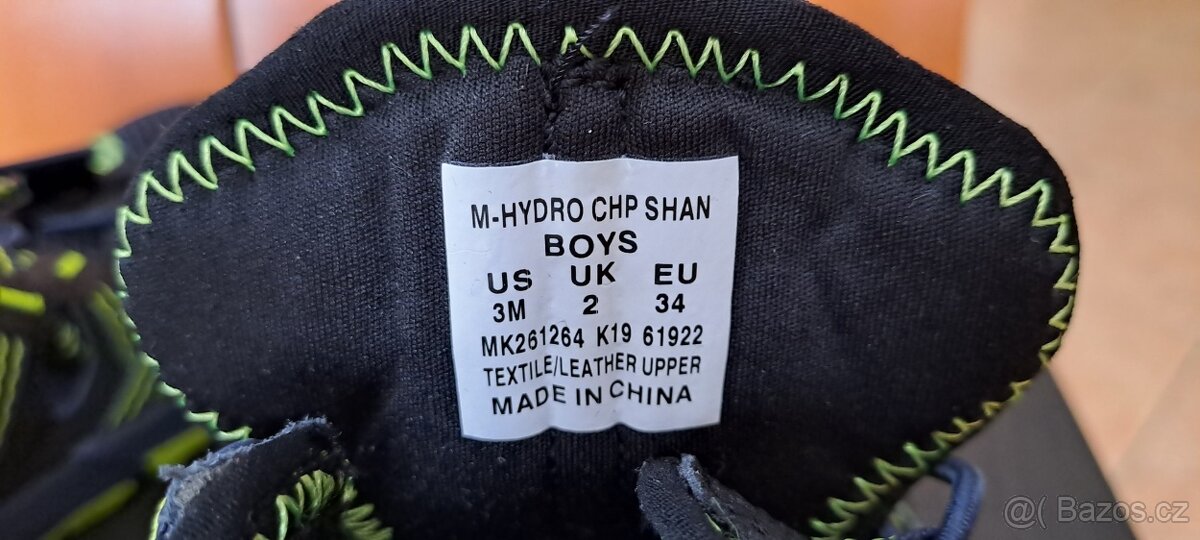 M-HYDRO CHP SHAN
BOYS
US UK EU
3M 2 34
MK261264 K19 61922
TEXTILE/LEATHER UPPER
MADE IN CHINA
@( Bazos.cz